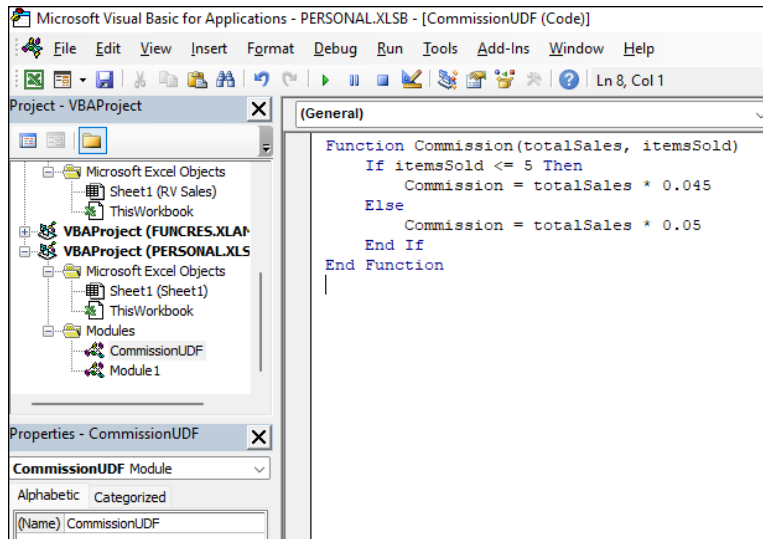 Microsoft Visual Basic for Applications - PERSONAL.XLSB - [CommissionUDF (Code)]
File Edit View Insert Format Debug Run Tools Add-Ins Window Help
Ln 8, Col 1
Project - VBAProject
Microsoft Excel Objects
Sheet1 (RV Sales)
ThisWorkbook
VBAProject (FUNCRES.XLAM
VBAProject (PERSONAL.XLS
Microsoft Excel Objects
Sheet1 (Sheet1)
ThisWorkbook
Modules
CommissionUDF
Module1
Properties - CommissionUDF
CommissionUDF Module
Alphabetic Categorized
(Name) CommissionUDF
(General)
Function Commission(totalSales, itemsSold)
If itemsSold <= 5 Then
Commission = totalSales * 0.045
Else
Commission = totalSales * 0.05
End If
End Function